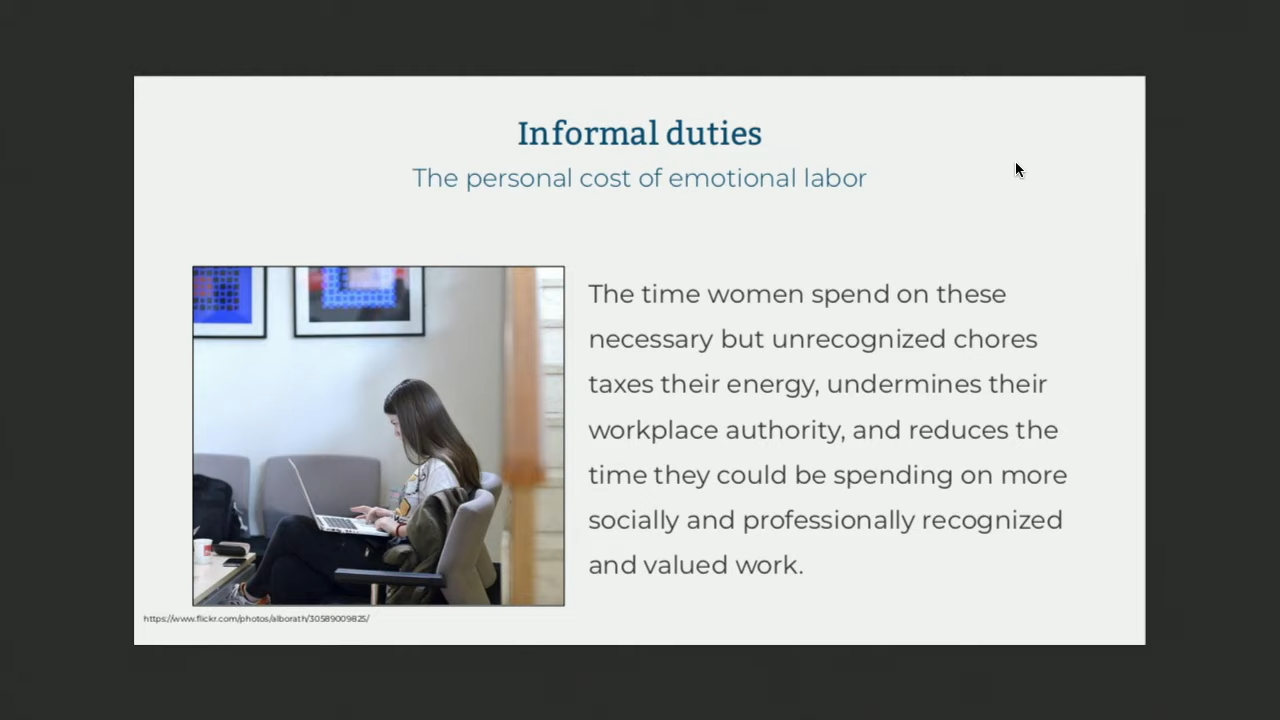 Informal duties
The personal cost of emotional labor
The time women spend on these
necessary but unrecognized chores
taxes their energy, undermines their
workplace authority, and reduces the
time they could be spending on more
socially and professionally recognized
and valued work.
https://www.flickr.com/photos/alborath/30589009825/